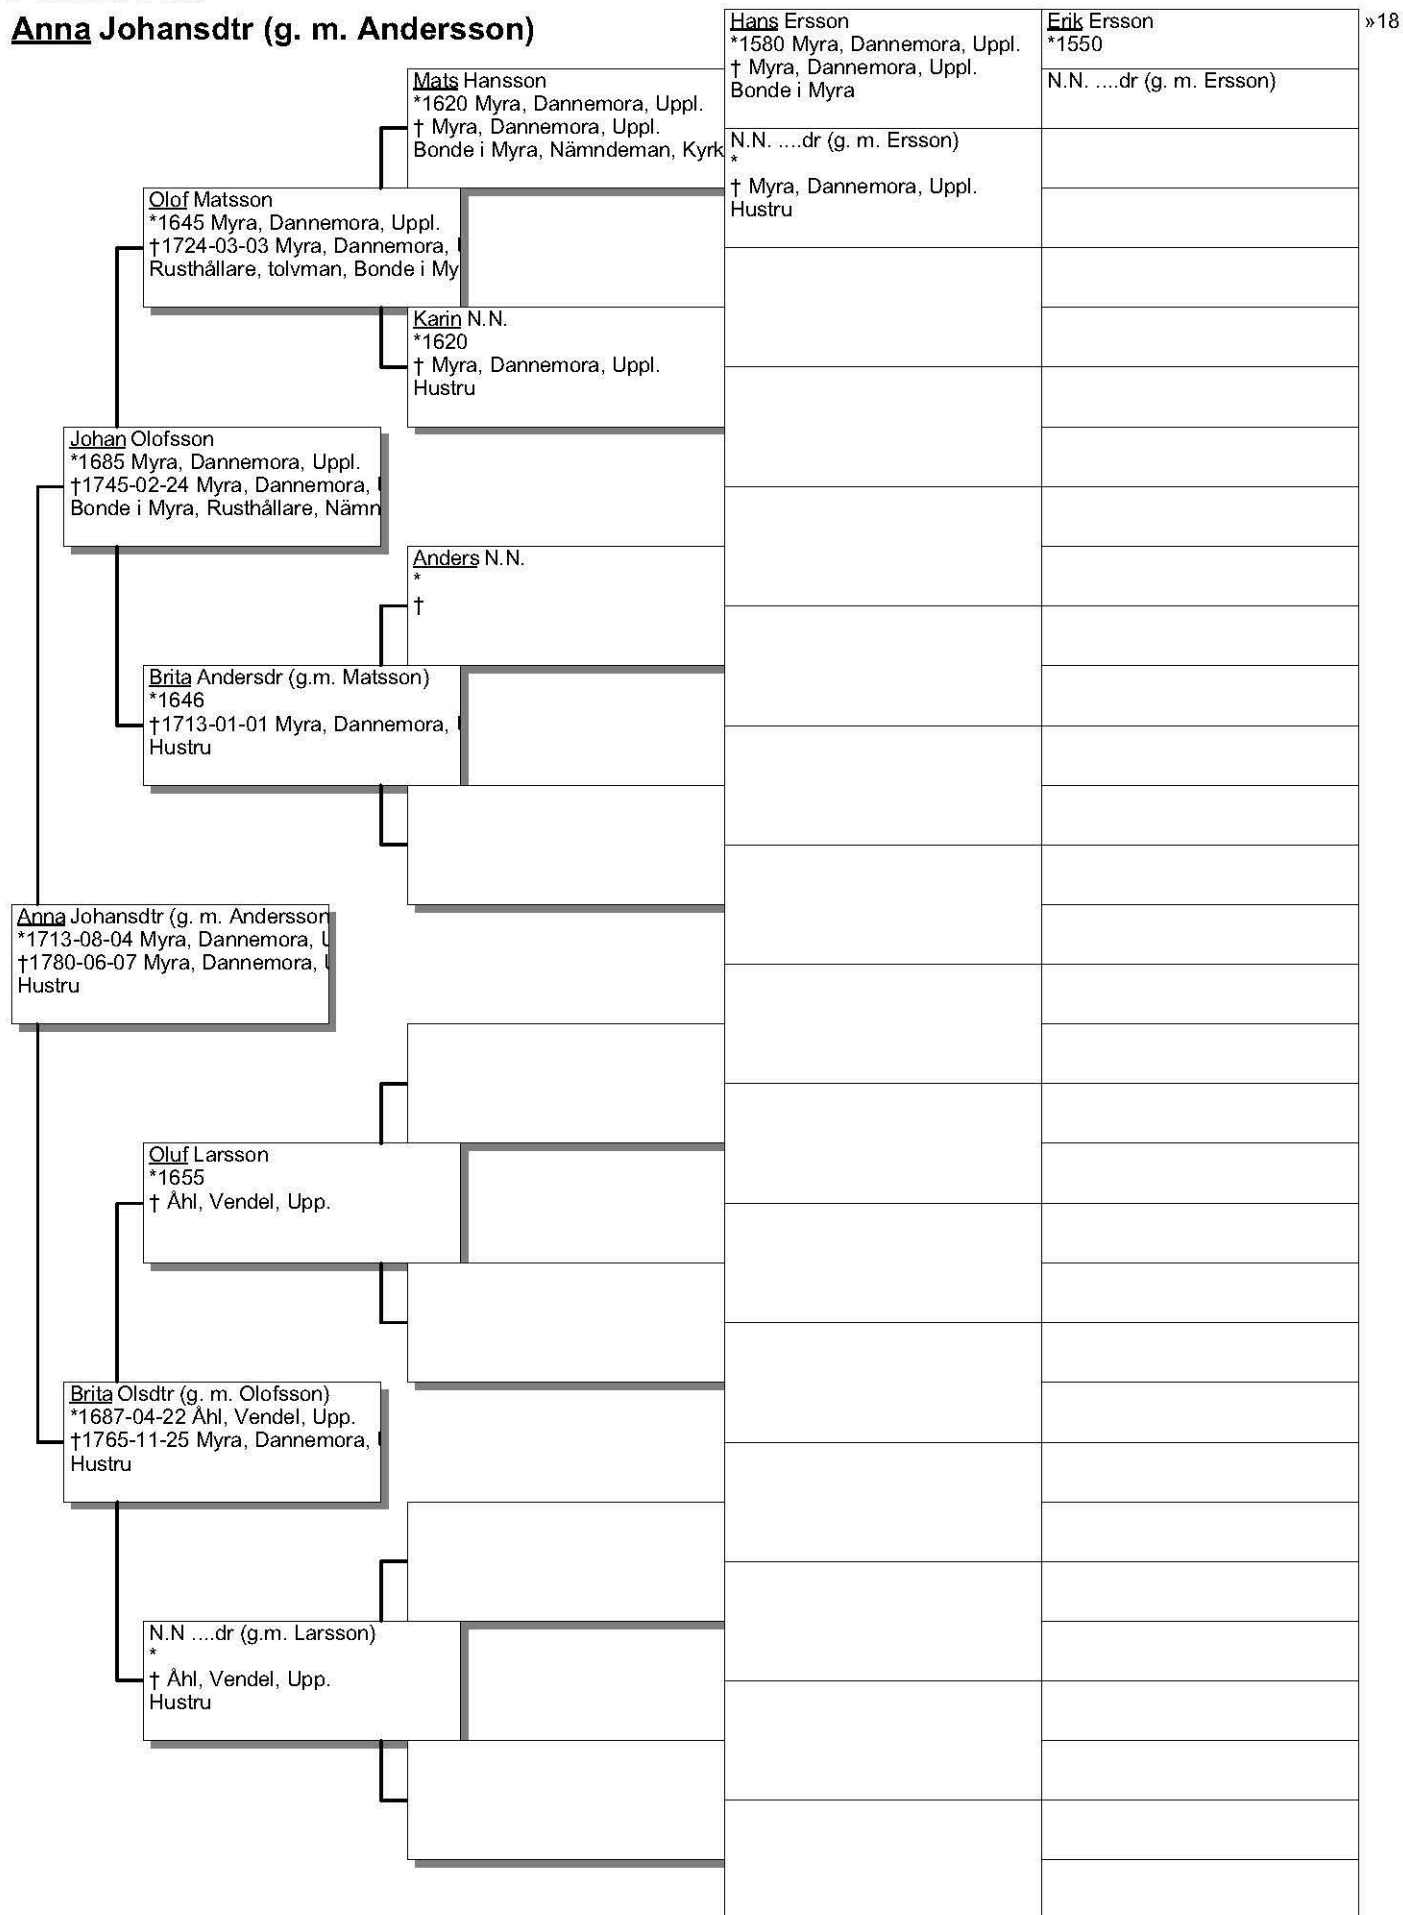 Anna Johansdtr (g. m. Andersson)
Hans Ersson
*1580 Myra, Dannemora, Uppl.
† Myra, Dannemora, Uppl.
Bonde i Myra
Erik Ersson
*1550
»18
N.N. ....dr (g. m. Ersson)
Mats Hansson
*1620 Myra, Dannemora, Uppl.
† Myra, Dannemora, Uppl.
Bonde i Myra, Nämndeman, Kyrk
N.N. ....dr (g. m. Ersson)
*
† Myra, Dannemora, Uppl.
Hustru
Olof Matsson
*1645 Myra, Dannemora, Uppl.
†1724-03-03 Myra, Dannemora,
Rusthållare, tolvman, Bonde i My
Karin N.N.
*1620
† Myra, Dannemora, Uppl.
Hustru
Johan Olofsson
*1685 Myra, Dannemora, Uppl.
†1745-02-24 Myra, Dannemora,
Bonde i Myra, Rusthållare, Nämn
Anders N.N.
*
†
Brita Andersdr (g.m. Matsson)
*1646
†1713-01-01 Myra, Dannemora,
Hustru
Anna Johansdtr (g. m. Andersson
*1713-08-04 Myra, Dannemora,
†1780-06-07 Myra, Dannemora,
Hustru
Oluf Larsson
*1655
† Åhl, Vendel, Upp.
Brita Olsdtr (g. m. Olofsson)
*1687-04-22 Åhl, Vendel, Upp.
†1765-11-25 Myra, Dannemora,
Hustru
N.N ....dr (g.m. Larsson)
*
† Åhl, Vendel, Upp.
Hustru